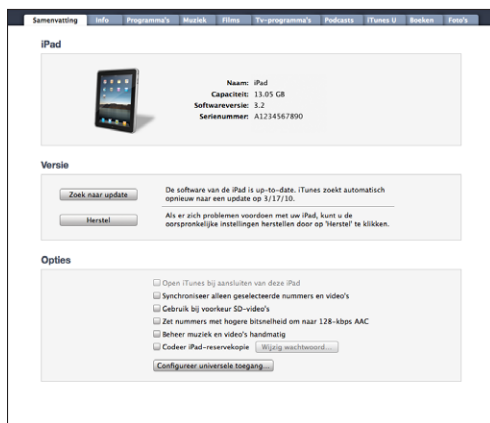 Samenvatting Info Programma's Muziek Films Tv-programma's Podcasts iTunes U Boeken Foto's
iPad
Naam: iPad
Capaciteit: 13.05 GB
Softwareversie: 3.2
Serienummer: A1234567890
Versie
Zoek naar update
De software van de iPad is up-to-date. iTunes zoekt automatisch
opnieuw naar een update op 3/17/10.
Herstel
Als er zich problemen voordoen met uw iPad, kunt u de
oorspronkelijke instellingen herstellen door op 'Herstel' te klikken.
Opties
Open iTunes bij aansluiten van deze iPad
Synchroniseer alleen geselecteerde nummers en video's
Gebruik bij voorkeur SD-video's
Zet nummers met hogere bitsnelheid om naar 128-kbps AAC
Beheer muziek en video's handmatig
Codeer iPad-reservekopie Wijzig wachtwoord...
Configureer universele toegang...